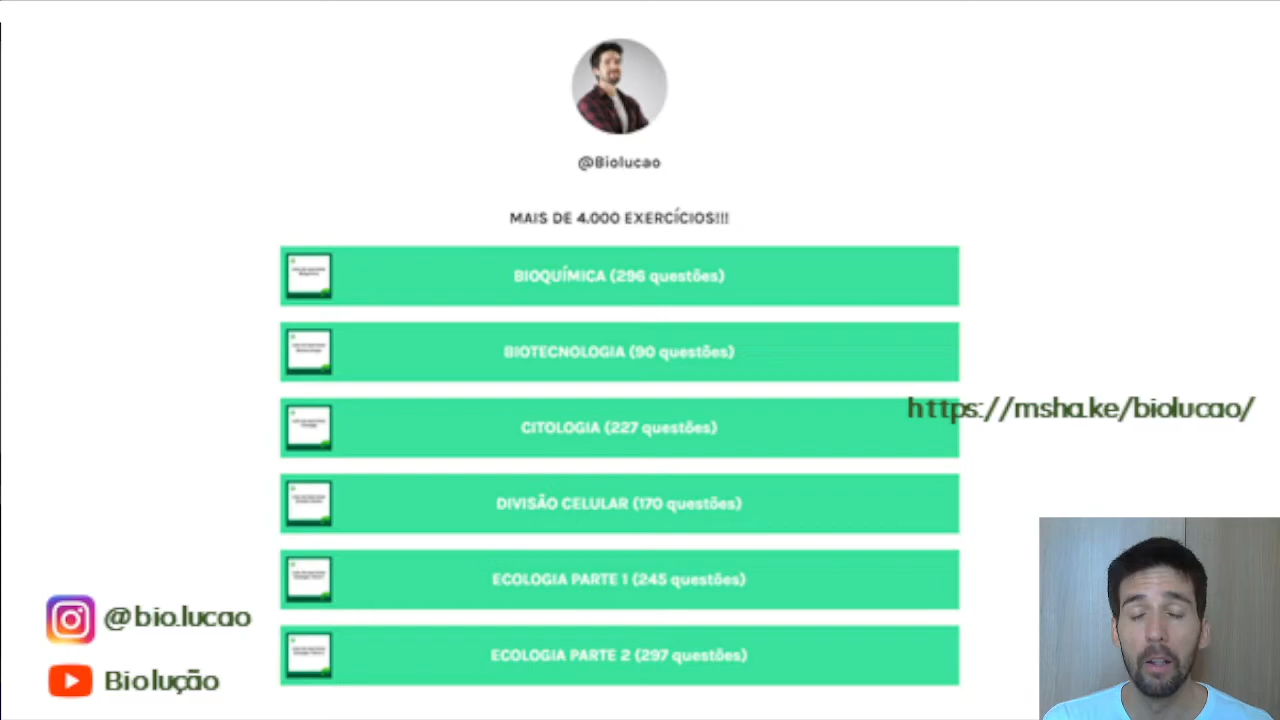 @Biolucao
MAIS DE 4.000 EXERCÍCIOS!!!
BIOQUÍMICA (296 questões)
BIOTECNOLOGIA (90 questões)
https://msha.ke/biolucao/
CITOLOGIA (227 questões)
DIVISÃO CELULAR (170 questões)
ECOLOGIA PARTE 1 (245 questões)
@bio.lucao
ECOLOGIA PARTE 2 (297 questões)
Biolução